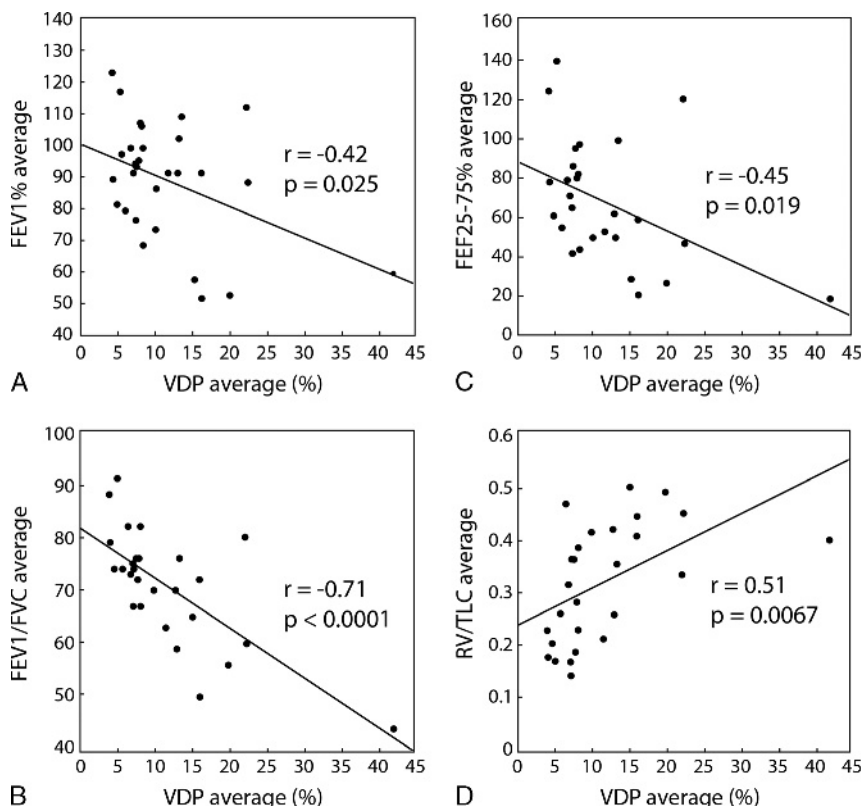 140
130
120
110
100
90
80
70
60
50
40
FEV1% average
r = -0.42
p = 0.025
0 5 10 15 20 25 30 35 40 45
A VDP average (%)
160
140
120
100
80
60
40
20
0
FEF25-75% average
r = -0.45
p = 0.019
0 5 10 15 20 25 30 35 40 45
C VDP average (%)
100
90
80
70
60
50
40
FEV1/FVC average
r = -0.71
p < 0.0001
0 5 10 15 20 25 30 35 40 45
B VDP average (%)
0.6
0.5
0.4
0.3
0.2
0.1
0
RV/TLC average
r = 0.51
p = 0.0067
0 5 10 15 20 25 30 35 40 45
D VDP average (%)